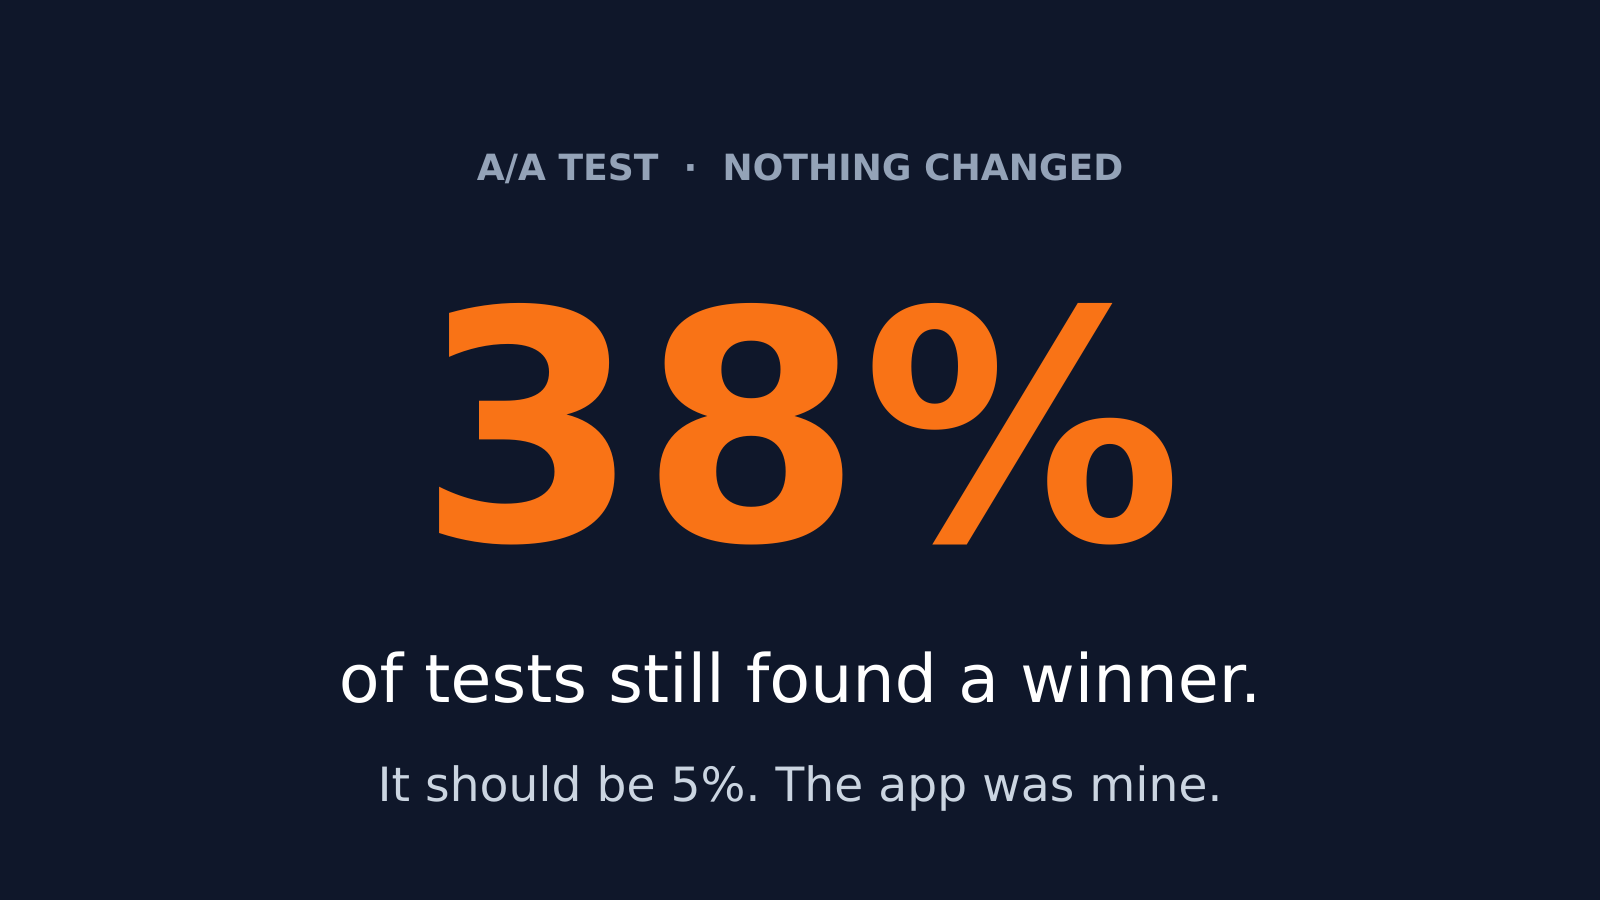 A/A TEST · NOTHING CHANGED
38%
of tests still found a winner.
It should be 5%. The app was mine.